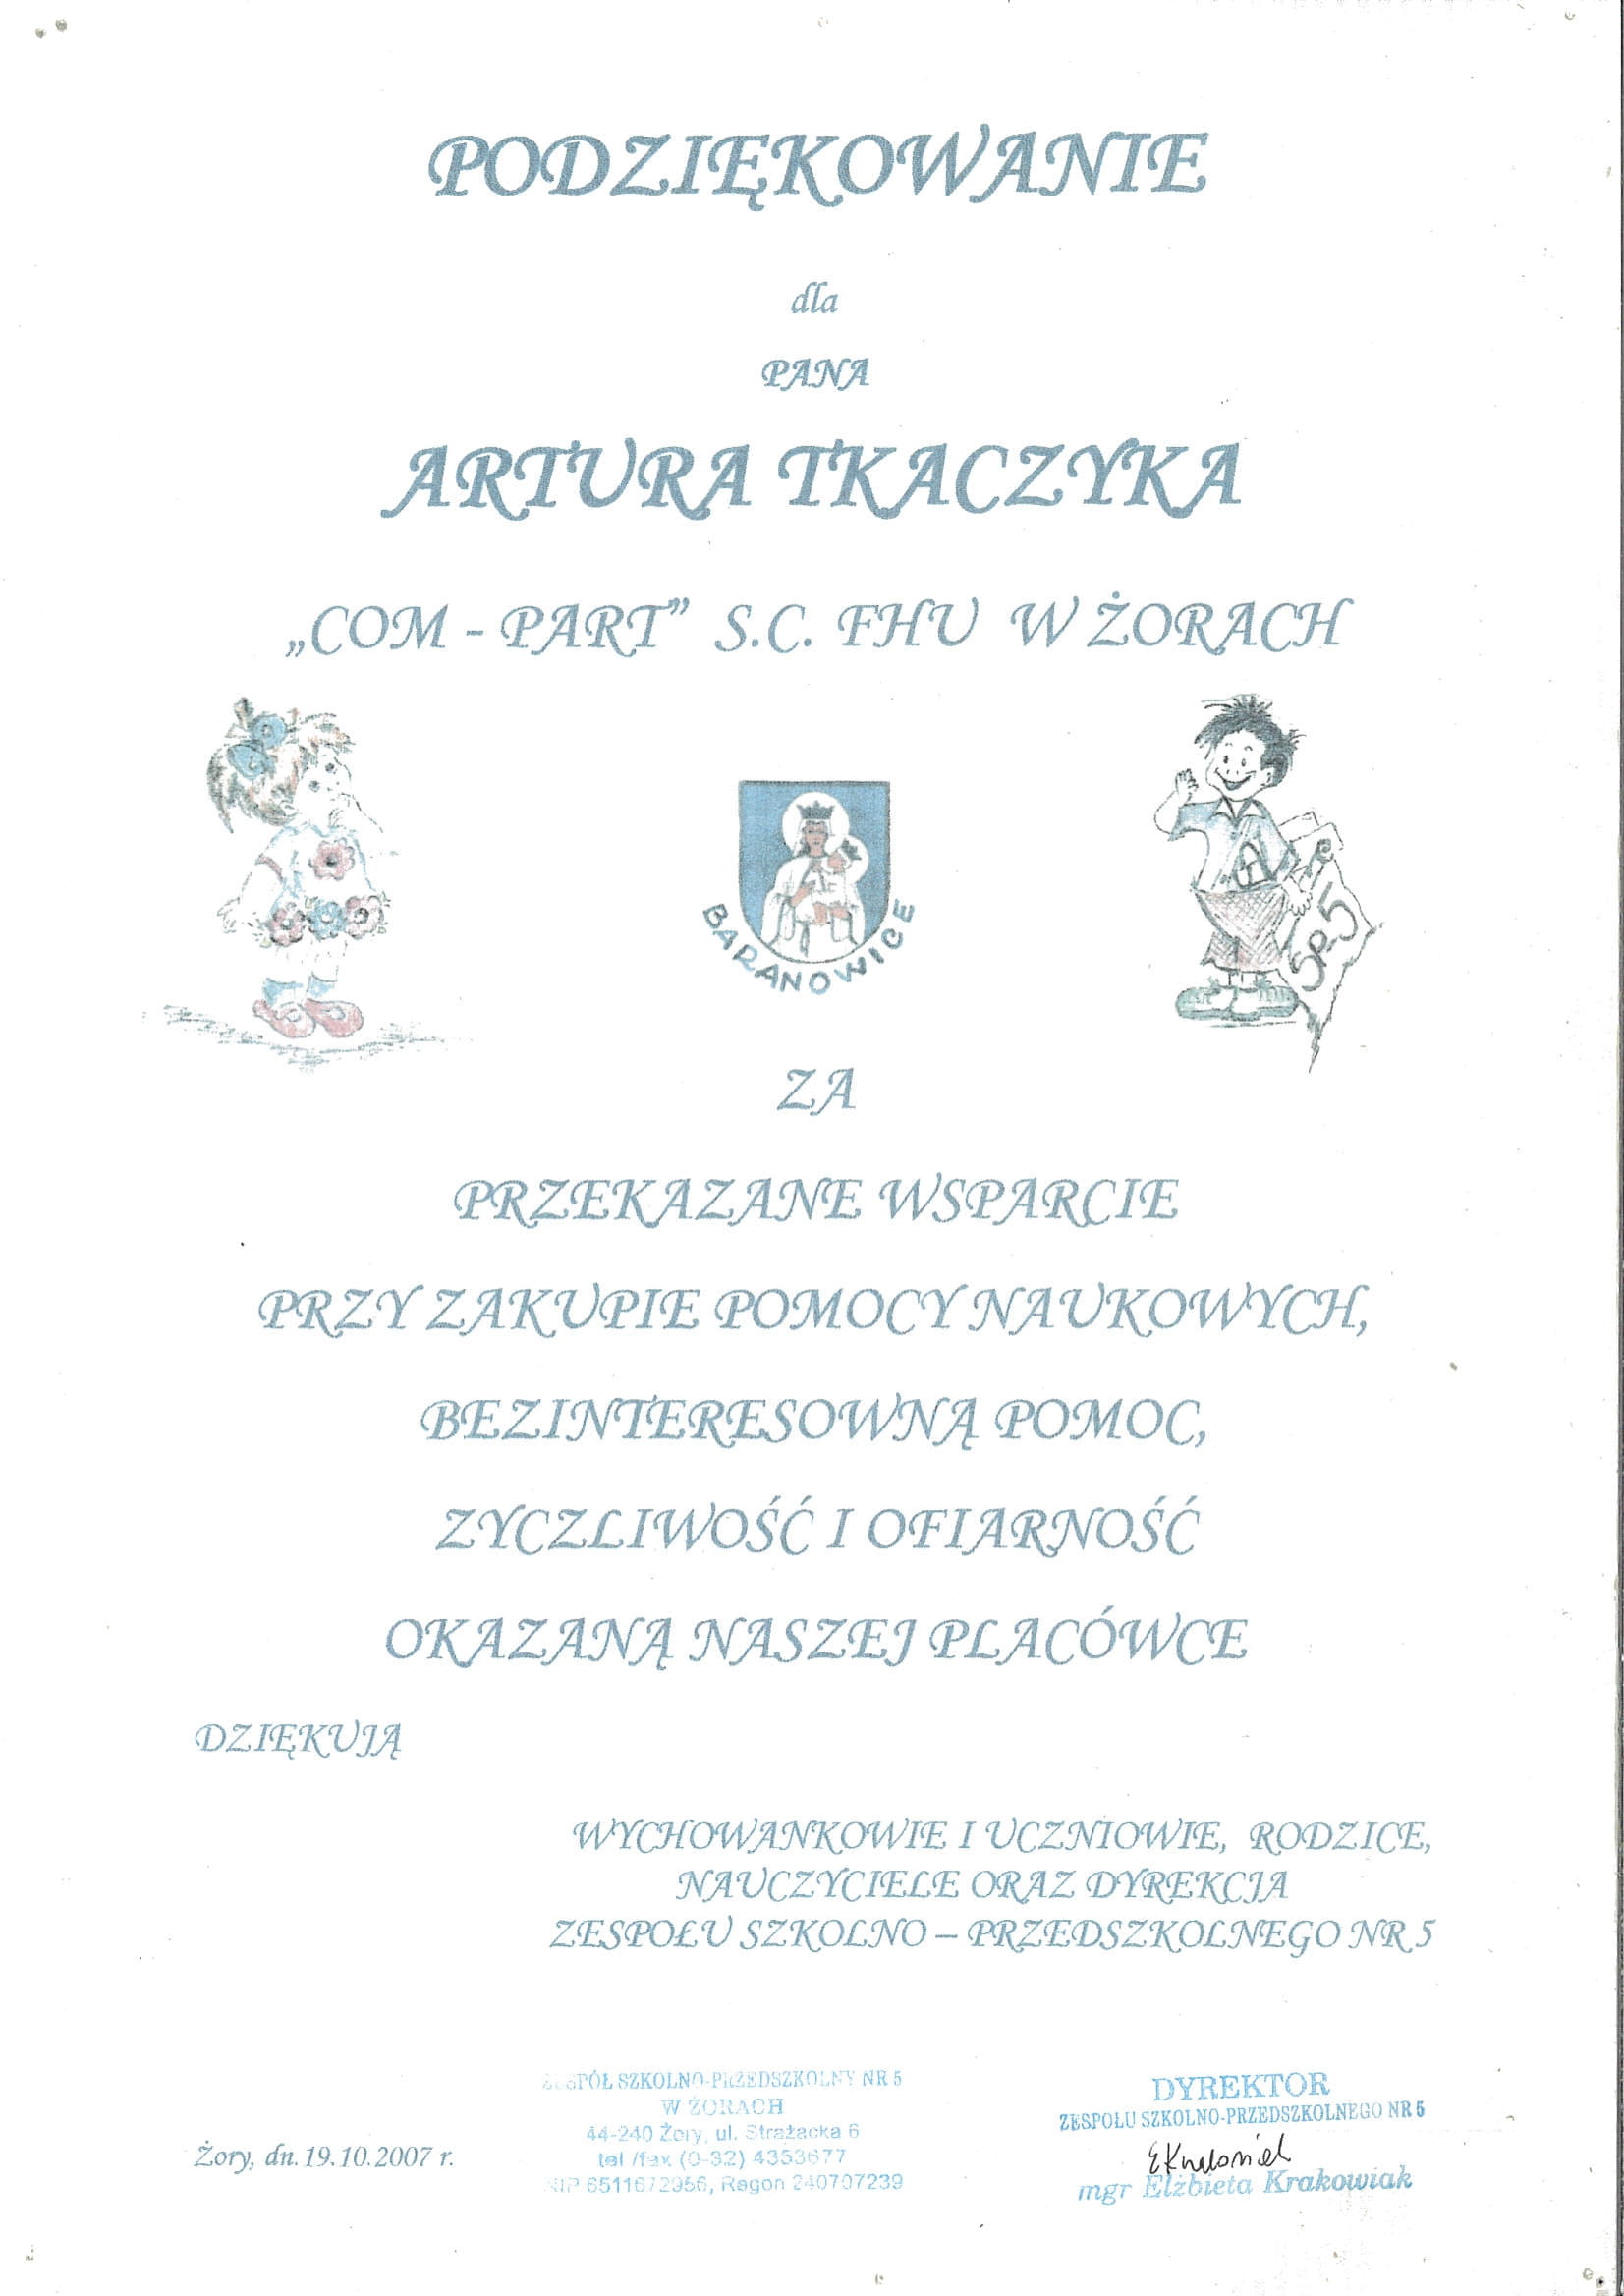 PODZIĘKOWANIE
dla
PANA
ARTURA TKACZYKA
„COM - PART” S.C. FHU W ŻORACH
BARANOWICE
SP-5
ZA
PRZEKAZANE WSPARCIE
PRZY ZAKUPIE POMOCY NAUKOWYCH,
BEZINTERESOWNĄ POMOC,
ZYCZLIWOŚĆ I OFIARNOŚĆ
OKAZANĄ NASZEJ PLACÓWCE
DZIĘKUJĄ
WYCHOWANKOWIE I UCZNIOWIE, RODZICE,
NAUCZYCIELE ORAZ DYREKCJA
ZESPOŁU SZKOLNO – PRZEDSZKOLNEGO NR 5
Żory, dn. 19.10.2007 r.
ZESPÓŁ SZKOLNO-PRZEDSZKOLNY NR 5
W ŻORACH
44-240 Żory, ul. Strażacka 6
tel /fax (0-32) 4353677
NIP 6511672956, Regon 240707239
DYREKTOR
ZESPOŁU SZKOLNO-PRZEDSZKOLNEGO NR 5
EKrakowiak
mgr Elżbieta Krakowiak